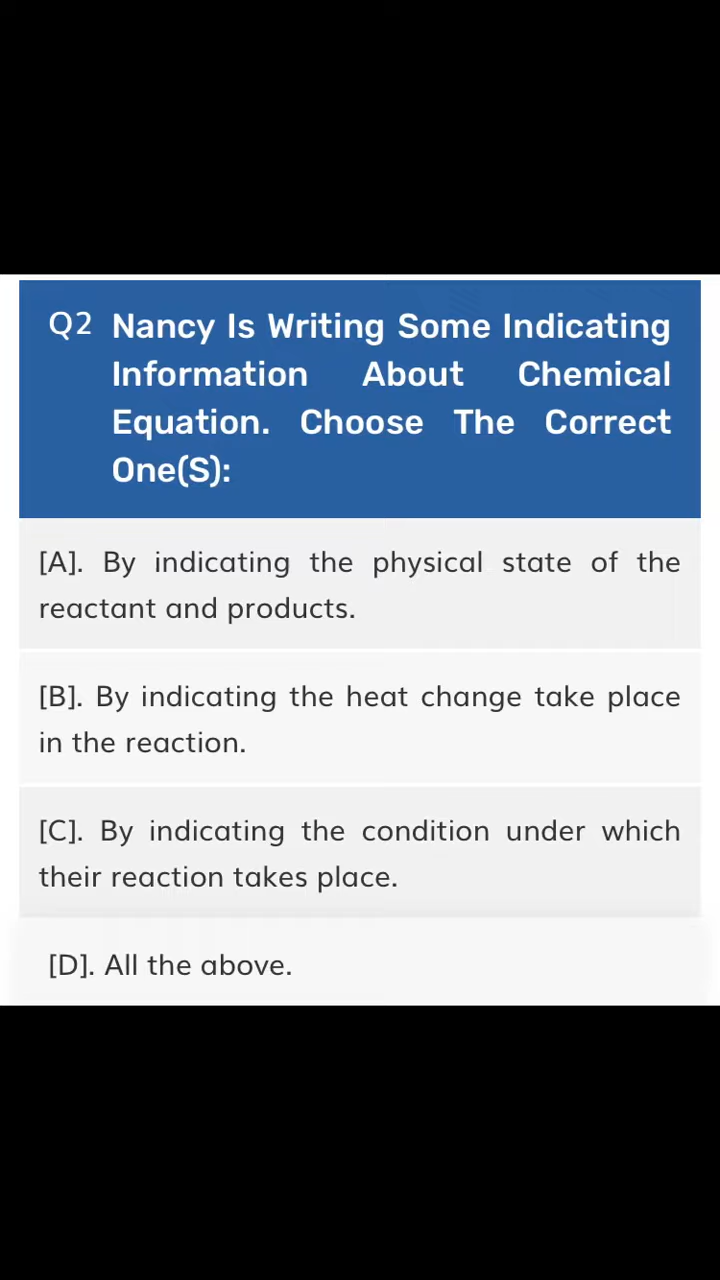 Q2 Nancy Is Writing Some Indicating
Information About Chemical
Equation. Choose The Correct
One(S):
[A]. By indicating the physical state of the
reactant and products.
[B]. By indicating the heat change take place
in the reaction.
[C]. By indicating the condition under which
their reaction takes place.
[D]. All the above.